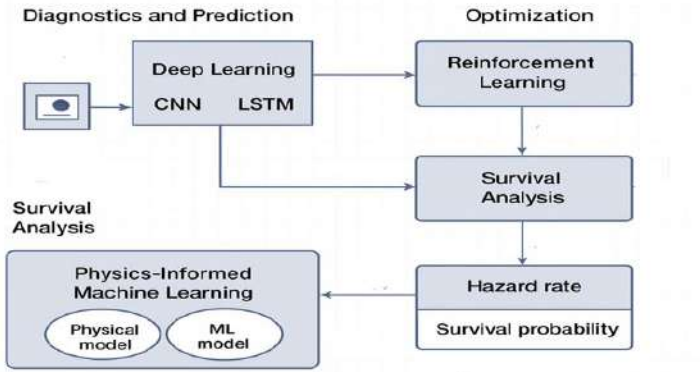 Diagnostics and Prediction
Optimization
Deep Learning
CNN LSTM
Reinforcement
Learning
Survival
Analysis
Survival
Analysis
Physics-Informed
Machine Learning
Physical
model
ML
model
Hazard rate
Survival probability